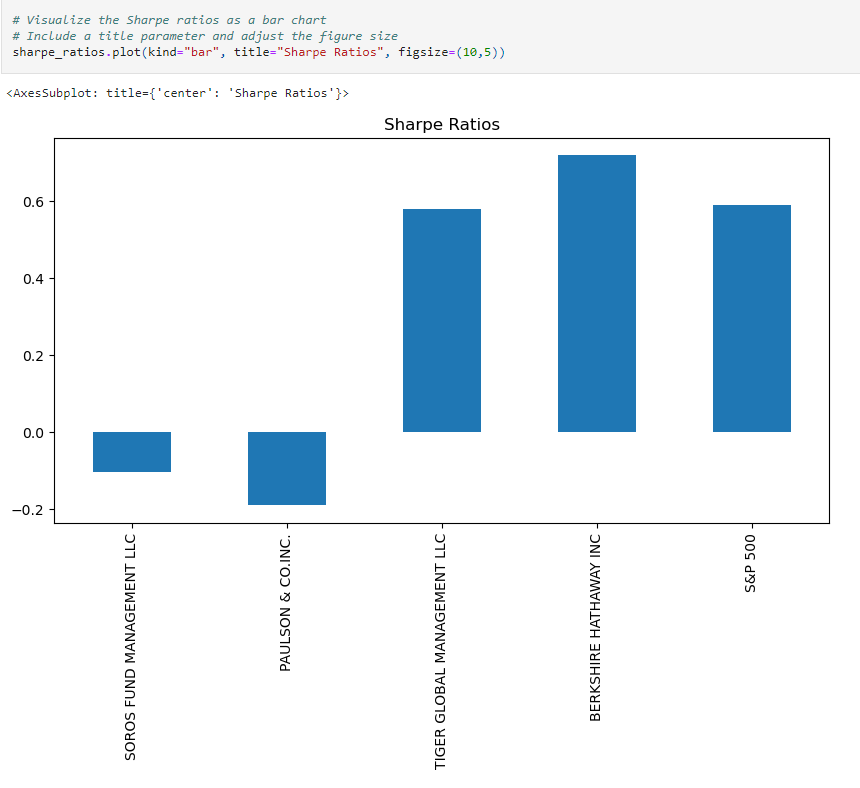 # Visualize the Sharpe ratios as a bar chart
# Include a title parameter and adjust the figure size
sharpe_ratios.plot(kind="bar", title="Sharpe Ratios", figsize=(10,5))
<AxesSubplot: title={'center': 'Sharpe Ratios'}>
Sharpe Ratios
0.6
0.4
0.2
0.0
−0.2
SOROS FUND MANAGEMENT LLC
PAULSON & CO.INC.
TIGER GLOBAL MANAGEMENT LLC
BERKSHIRE HATHAWAY INC
S&P 500